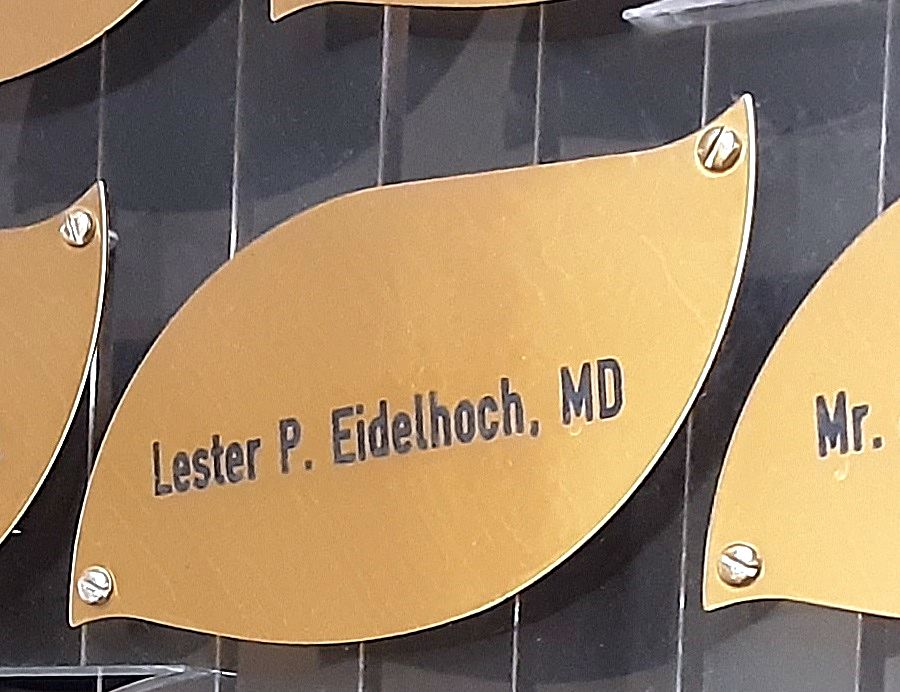 Lester P. Eidelhoch, MD
Mr.